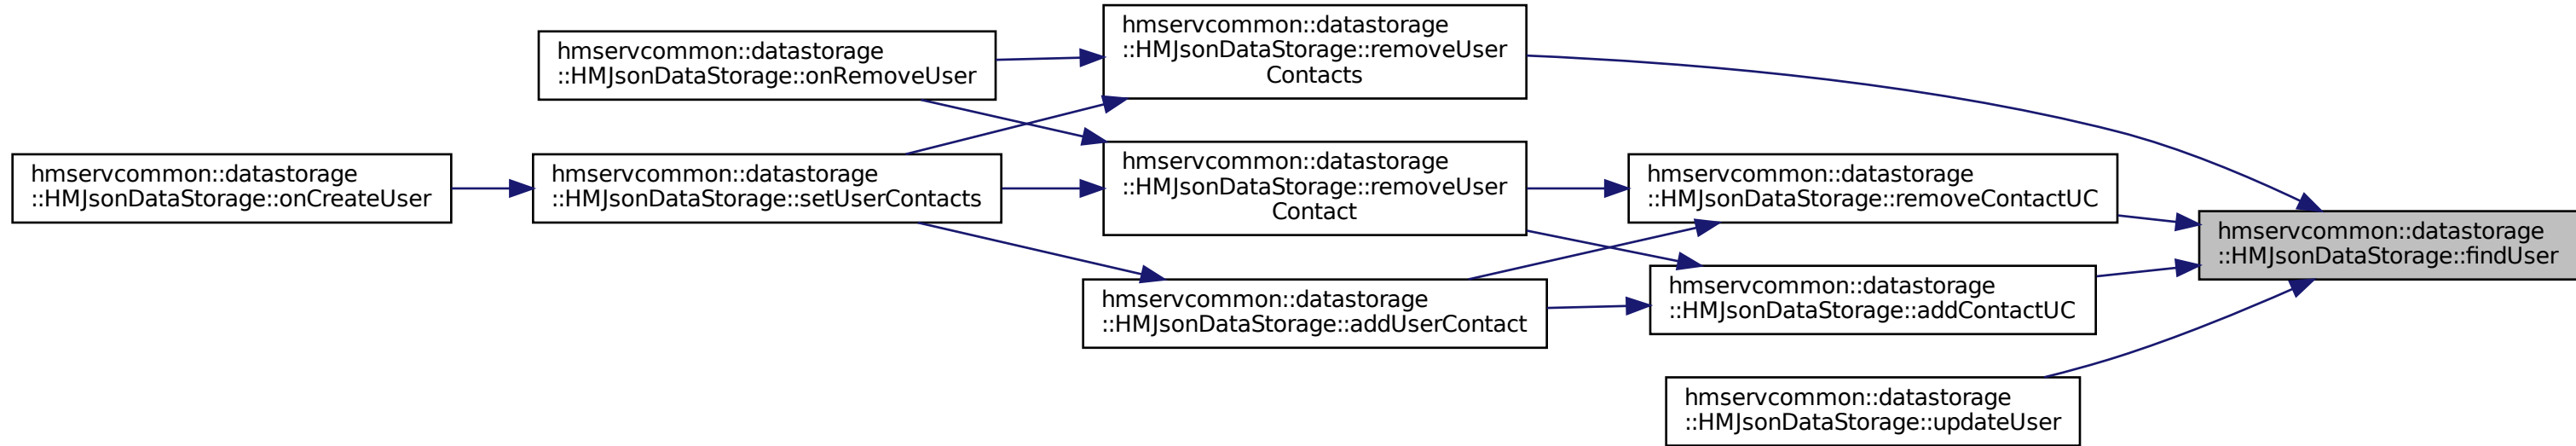 hmservcommon::datastorage
::HMJsonDataStorage::onCreateUser
hmservcommon::datastorage
::HMJsonDataStorage::onRemoveUser
hmservcommon::datastorage
::HMJsonDataStorage::setUserContacts
hmservcommon::datastorage
::HMJsonDataStorage::removeUser
Contacts
hmservcommon::datastorage
::HMJsonDataStorage::removeUser
Contact
hmservcommon::datastorage
::HMJsonDataStorage::addUserContact
hmservcommon::datastorage
::HMJsonDataStorage::removeContactUC
hmservcommon::datastorage
::HMJsonDataStorage::addContactUC
hmservcommon::datastorage
::HMJsonDataStorage::updateUser
hmservcommon::datastorage
::HMJsonDataStorage::findUser